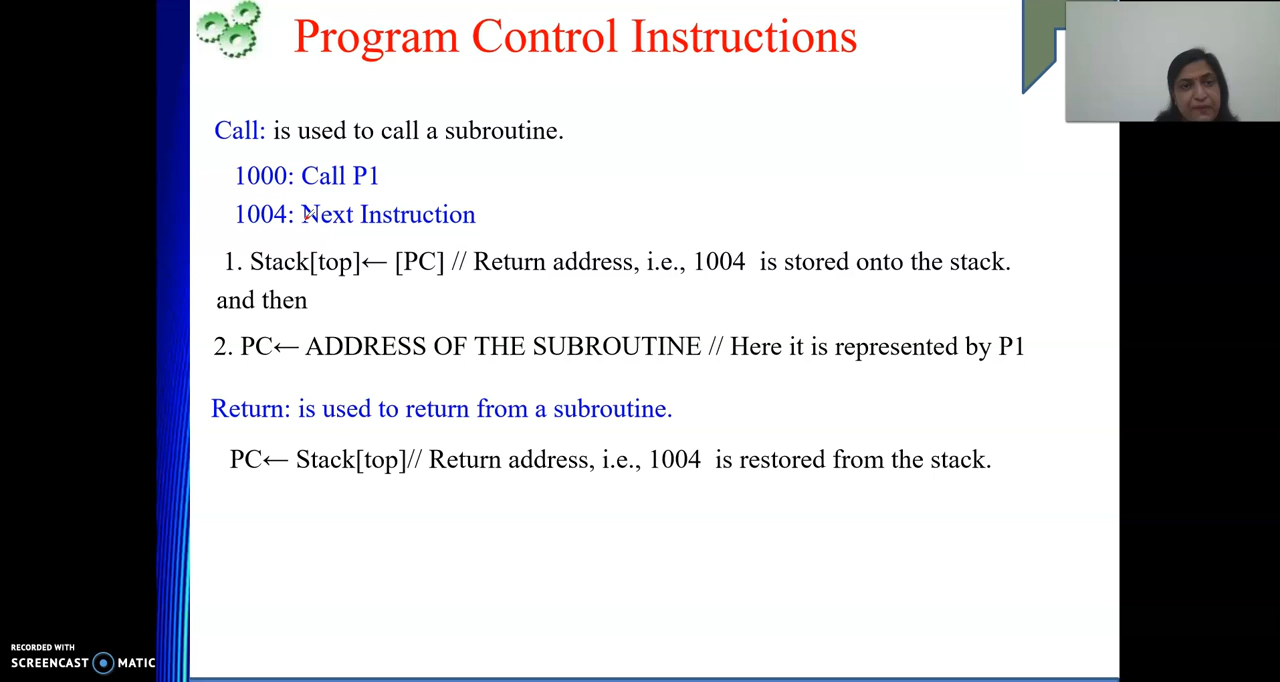 Program Control Instructions
Call: is used to call a subroutine.
1000: Call P1
1004: Next Instruction
1. Stack[top]← [PC] // Return address, i.e., 1004 is stored onto the stack.
and then
2. PC← ADDRESS OF THE SUBROUTINE // Here it is represented by P1
Return: is used to return from a subroutine.
PC← Stack[top]// Return address, i.e., 1004 is restored from the stack.
RECORDED WITH
SCREENCAST MATIC